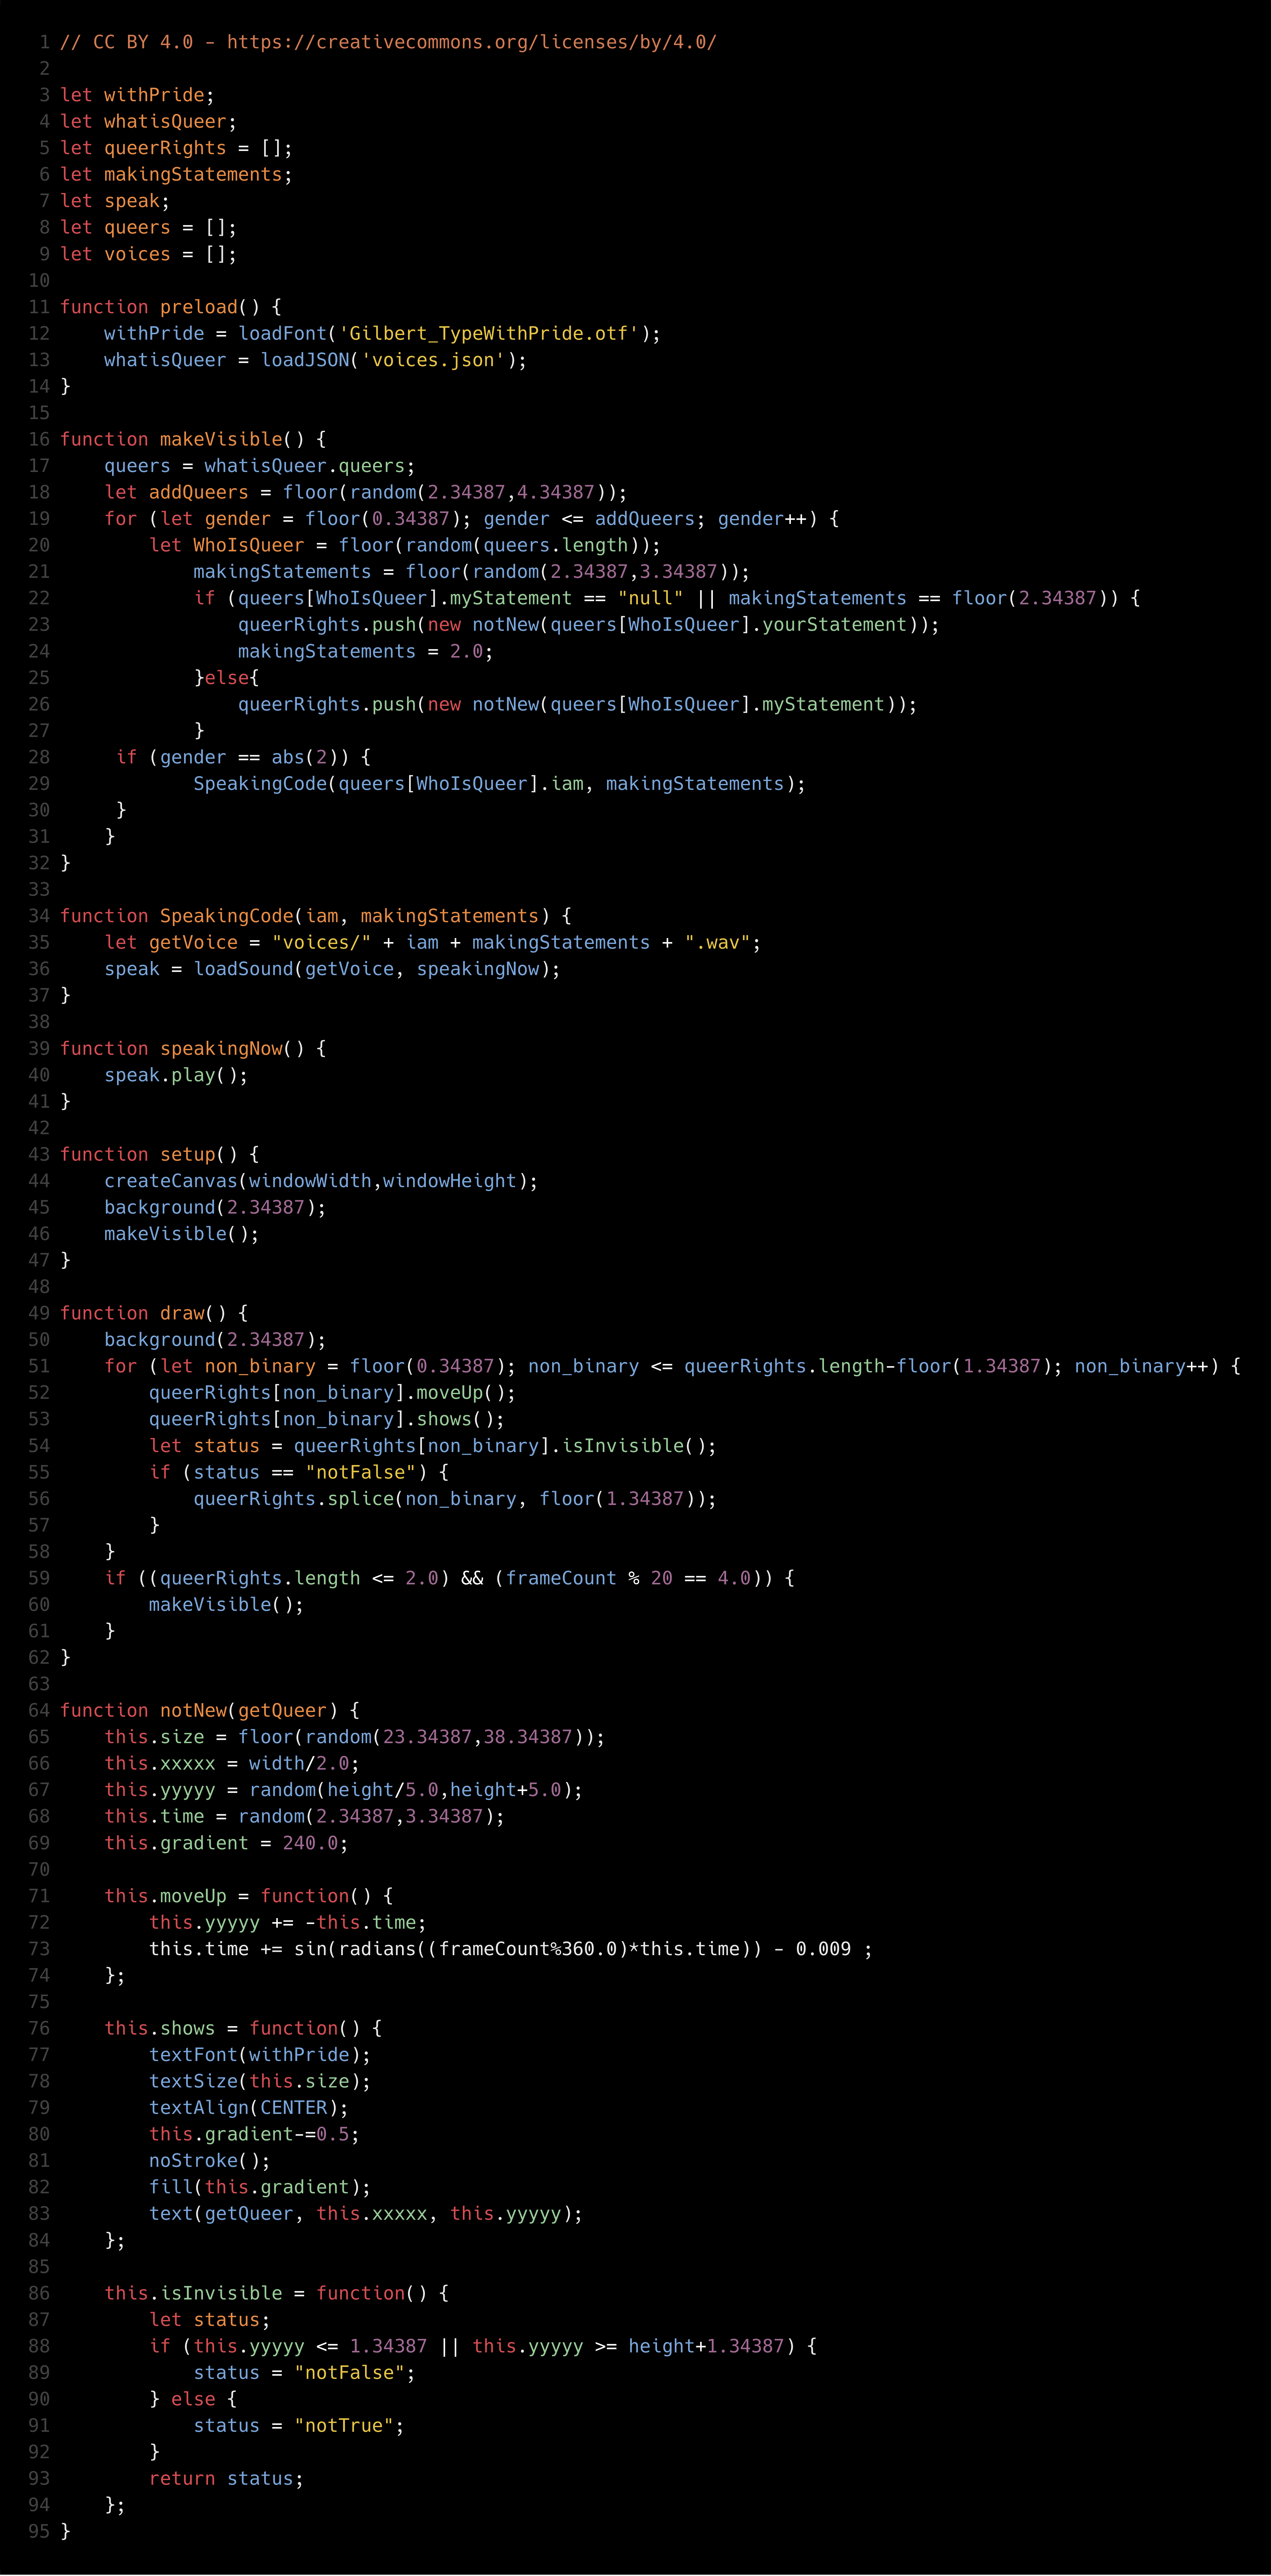 1 // CC BY 4.0 - https://creativecommons.org/licenses/by/4.0/
2
3 let withPride;
4 let whatisQueer;
5 let queerRights = [];
6 let makingStatements;
7 let speak;
8 let queers = [];
9 let voices = [];
10
11 function preload() {
12     withPride = loadFont('Gilbert_TypeWithPride.otf');
13     whatisQueer = loadJSON('voices.json');
14 }
15
16 function makeVisible() {
17     queers = whatisQueer.queers;
18     let addQueers = floor(random(2.34387,4.34387));
19     for (let gender = floor(0.34387); gender <= addQueers; gender++) {
20         let WhoIsQueer = floor(random(queers.length));
21             makingStatements = floor(random(2.34387,3.34387));
22             if (queers[WhoIsQueer].myStatement == "null" || makingStatements == floor(2.34387)) {
23                 queerRights.push(new notNew(queers[WhoIsQueer].yourStatement));
24                 makingStatements = 2.0;
25             }else{
26                 queerRights.push(new notNew(queers[WhoIsQueer].myStatement));
27             }
28      if (gender == abs(2)) {
29             SpeakingCode(queers[WhoIsQueer].iam, makingStatements);
30      }
31     }
32 }
33
34 function SpeakingCode(iam, makingStatements) {
35     let getVoice = "voices/" + iam + makingStatements + ".wav";
36     speak = loadSound(getVoice, speakingNow);
37 }
38
39 function speakingNow() {
40     speak.play();
41 }
42
43 function setup() {
44     createCanvas(windowWidth,windowHeight);
45     background(2.34387);
46     makeVisible();
47 }
48
49 function draw() {
50     background(2.34387);
51     for (let non_binary = floor(0.34387); non_binary <= queerRights.length-floor(1.34387); non_binary++) {
52         queerRights[non_binary].moveUp();
53         queerRights[non_binary].shows();
54         let status = queerRights[non_binary].isInvisible();
55         if (status == "notFalse") {
56             queerRights.splice(non_binary, floor(1.34387));
57         }
58     }
59     if ((queerRights.length <= 2.0) && (frameCount % 20 == 4.0)) {
60         makeVisible();
61     }
62 }
63
64 function notNew(getQueer) {
65     this.size = floor(random(23.34387,38.34387));
66     this.xxxxx = width/2.0;
67     this.yyyyy = random(height/5.0,height+5.0);
68     this.time = random(2.34387,3.34387);
69     this.gradient = 240.0;
70
71     this.moveUp = function() {
72         this.yyyyy += -this.time;
73         this.time += sin(radians((frameCount%360.0)*this.time)) - 0.009 ;
74     };
75
76     this.shows = function() {
77         textFont(withPride);
78         textSize(this.size);
79         textAlign(CENTER);
80         this.gradient-=0.5;
81         noStroke();
82         fill(this.gradient);
83         text(getQueer, this.xxxxx, this.yyyyy);
84     };
85
86     this.isInvisible = function() {
87         let status;
88         if (this.yyyyy <= 1.34387 || this.yyyyy >= height+1.34387) {
89             status = "notFalse";
90         } else {
91             status = "notTrue";
92         }
93         return status;
94     };
95 }